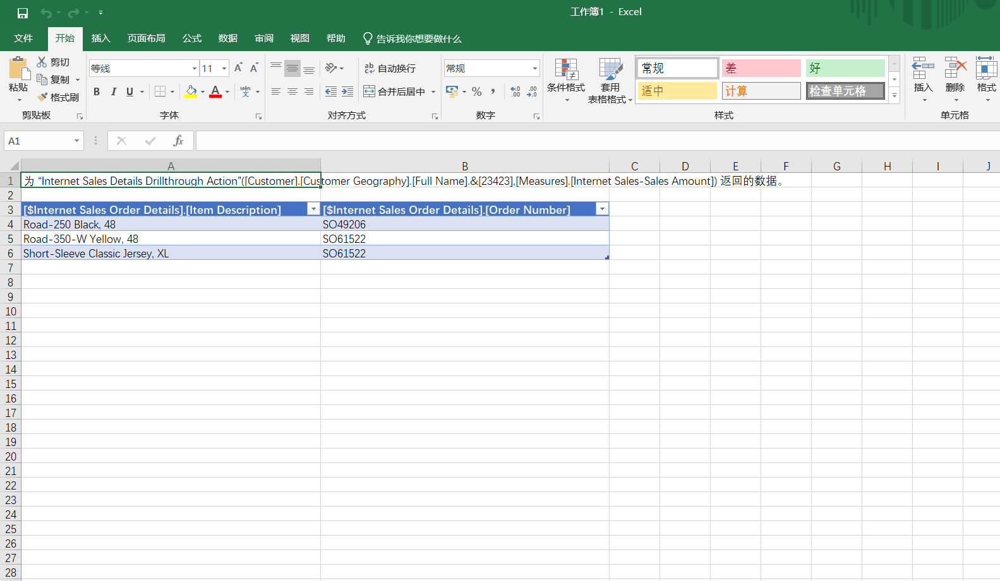 工作簿1 - Excel
文件 开始 插入 页面布局 公式 数据 审阅 视图 帮助 告诉我你想要做什么
粘贴 剪切 复制 格式刷
剪贴板
等线 11 A A
B I U A wén 文
字体
ab 自动换行
合并后居中
对齐方式
常规
% , .0 .00 .00 .0
数字
条件格式 套用 表格格式
常规 差 好
适中 计算 检查单元格
样式
插入 删除 格式
单元格
A1 fx
A B C D E F G H I J
1 为 “Internet Sales Details Drillthrough Action”([Customer].[Customer Geography].[Full Name].&[23423],[Measures].[Internet Sales-Sales Amount]) 返回的数据。
2
3 [$Internet Sales Order Details].[Item Description] [$Internet Sales Order Details].[Order Number]
4 Road-250 Black, 48 SO49206
5 Road-350-W Yellow, 48 SO61522
6 Short-Sleeve Classic Jersey, XL SO61522
7
8
9
10
11
12
13
14
15
16
17
18
19
20
21
22
23
24
25
26
27
28